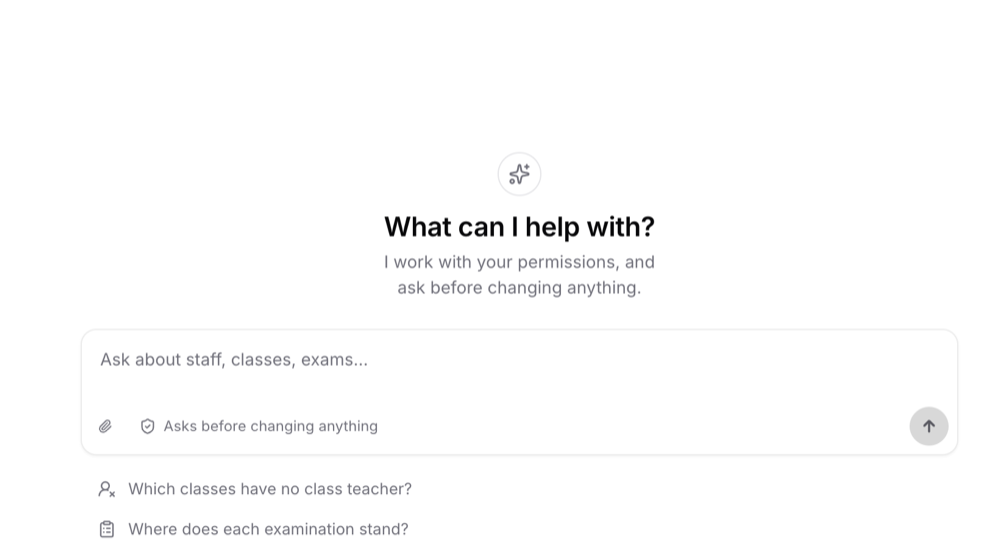 What can I help with?
I work with your permissions, and
ask before changing anything.
Ask about staff, classes, exams...
Asks before changing anything
Which classes have no class teacher?
Where does each examination stand?